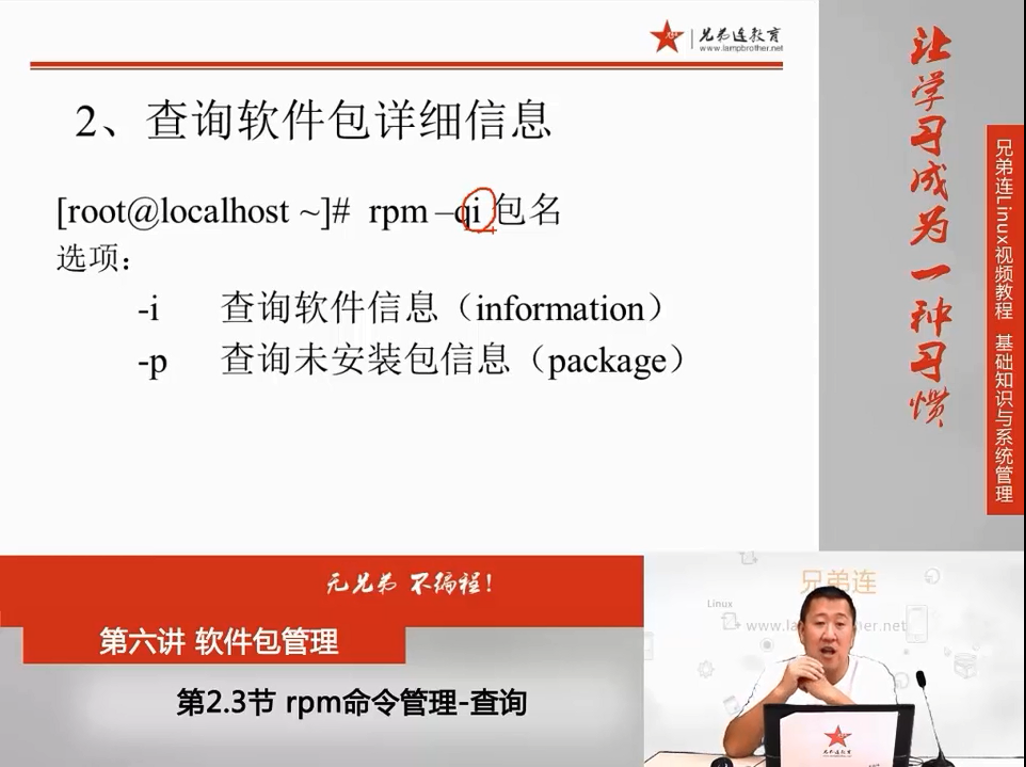 兄弟连教育
www.lampbrother.net
2、查询软件包详细信息
[root@localhost ~]# rpm –qi 包名
选项：
-i 查询软件信息（information）
-p 查询未安装包信息（package）
让学习成为一种习惯
兄弟连Linux视频教程 基础知识与系统管理
无兄弟 不编程！
第六讲 软件包管理
第2.3节 rpm命令管理-查询
兄弟连
Linux
兄弟连教育